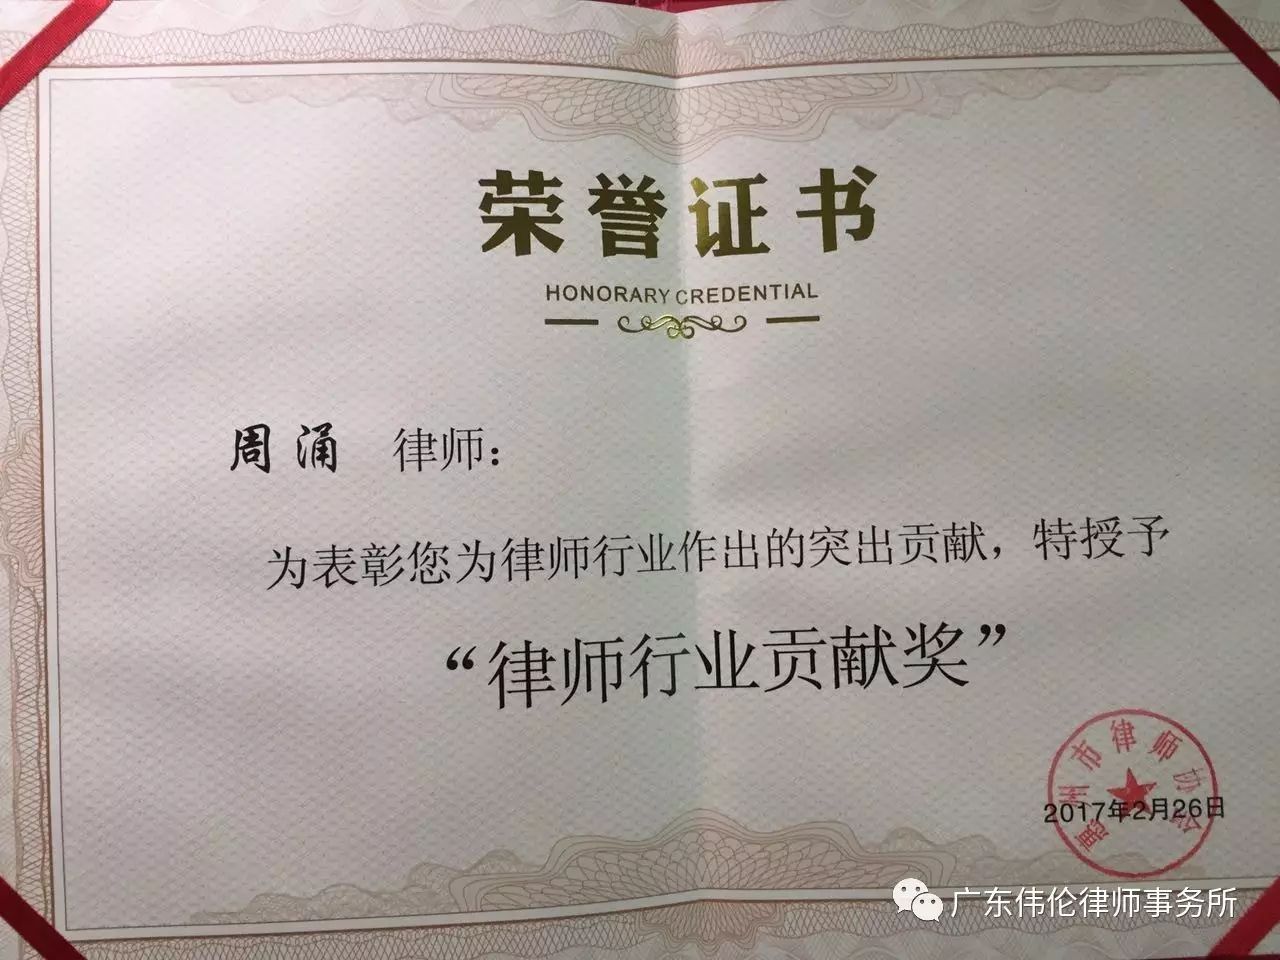 荣誉证书
HONORARY CREDENTIAL
周涌 律师：
为表彰您为律师行业作出的突出贡献，特授予
“律师行业贡献奖”
惠州市律师协会
2017年2月26日
广东伟伦律师事务所